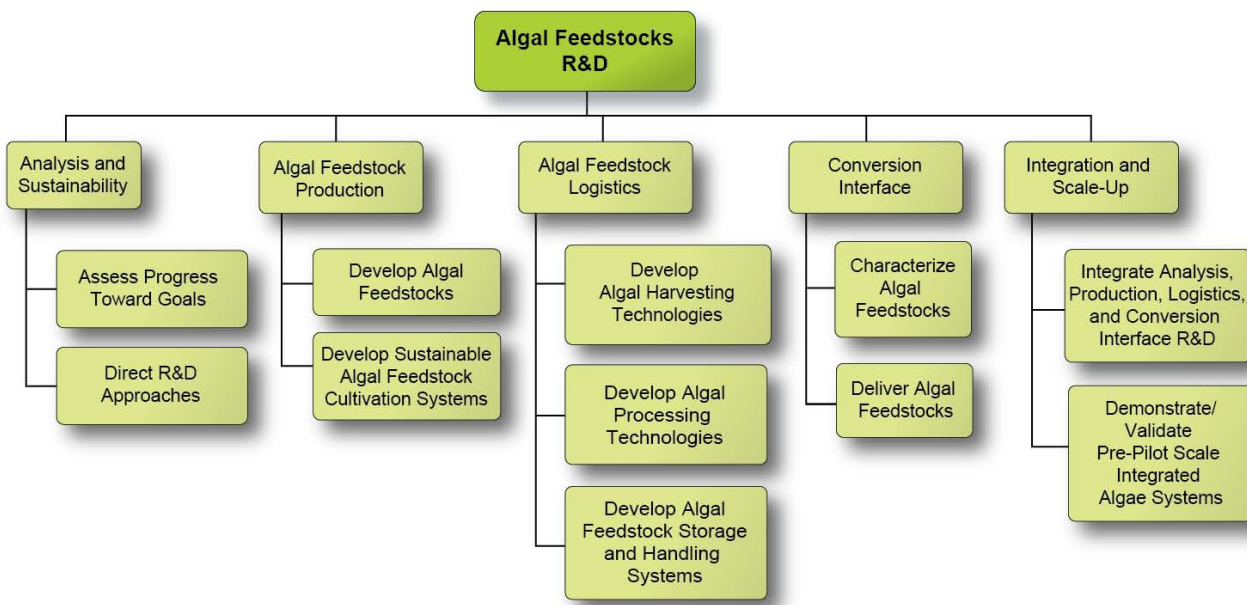 Algal Feedstocks
R&D
Analysis and
Sustainability
Algal Feedstock
Production
Algal Feedstock
Logistics
Conversion
Interface
Integration and
Scale-Up
Assess Progress
Toward Goals
Direct R&D
Approaches
Develop Algal
Feedstocks
Develop Sustainable
Algal Feedstock
Cultivation Systems
Develop
Algal Harvesting
Technologies
Develop Algal
Processing
Technologies
Develop Algal
Feedstock Storage
and Handling
Systems
Characterize
Algal
Feedstocks
Deliver Algal
Feedstocks
Integrate Analysis,
Production, Logistics,
and Conversion
Interface R&D
Demonstrate/
Validate
Pre-Pilot Scale
Integrated
Algae Systems